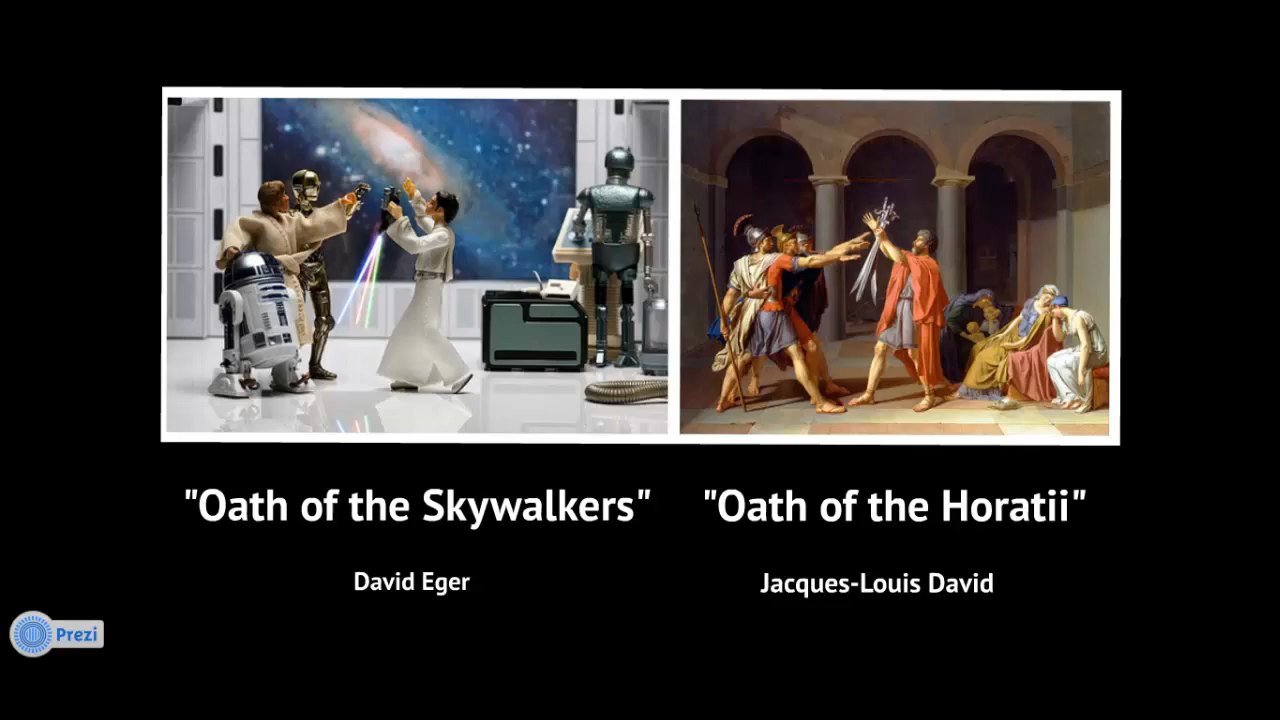 "Oath of the Skywalkers"
"Oath of the Horatii"
David Eger
Jacques-Louis David
Prezi